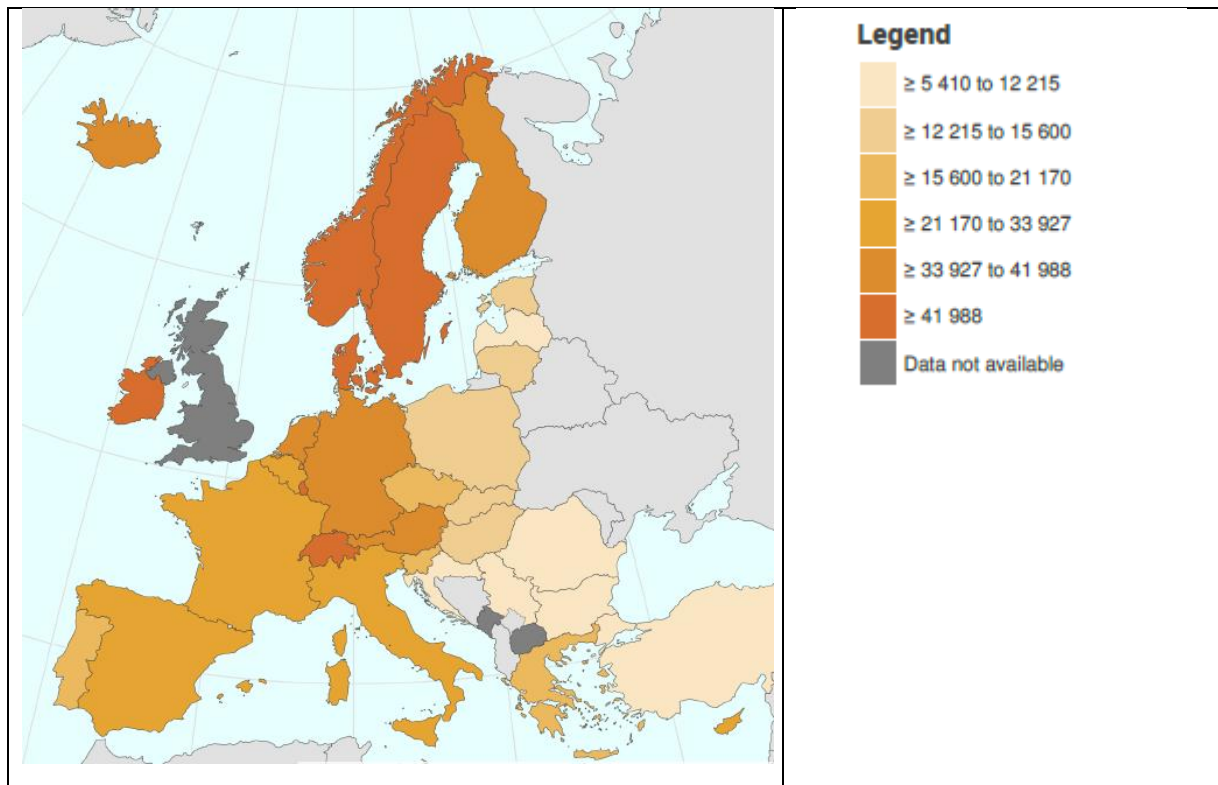 Legend
≥ 5 410 to 12 215
≥ 12 215 to 15 600
≥ 15 600 to 21 170
≥ 21 170 to 33 927
≥ 33 927 to 41 988
≥ 41 988
Data not available